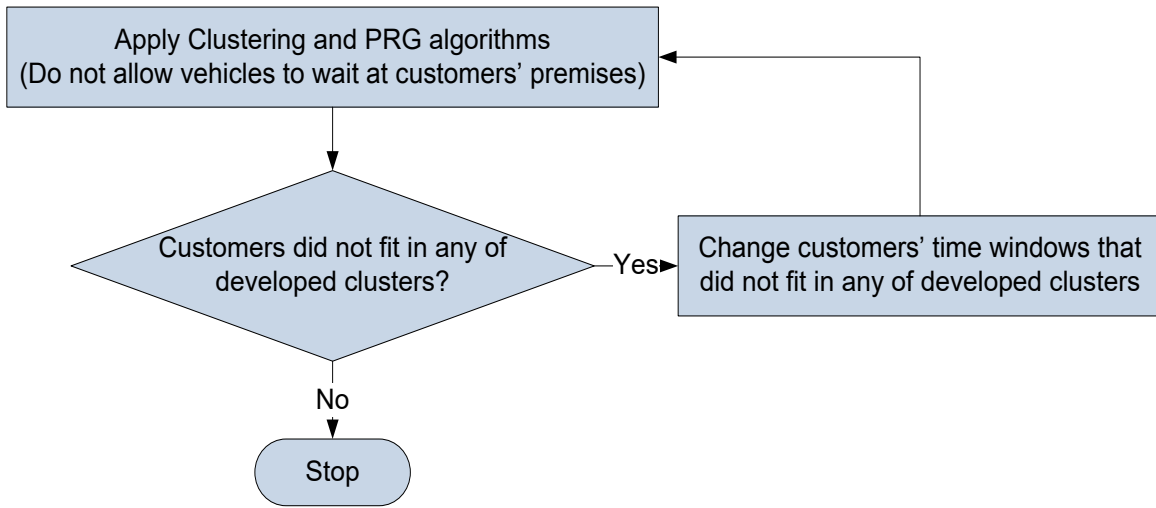 Apply Clustering and PRG algorithms
(Do not allow vehicles to wait at customers’ premises)
Customers did not fit in any of
developed clusters?
Yes
Change customers’ time windows that
did not fit in any of developed clusters
No
Stop